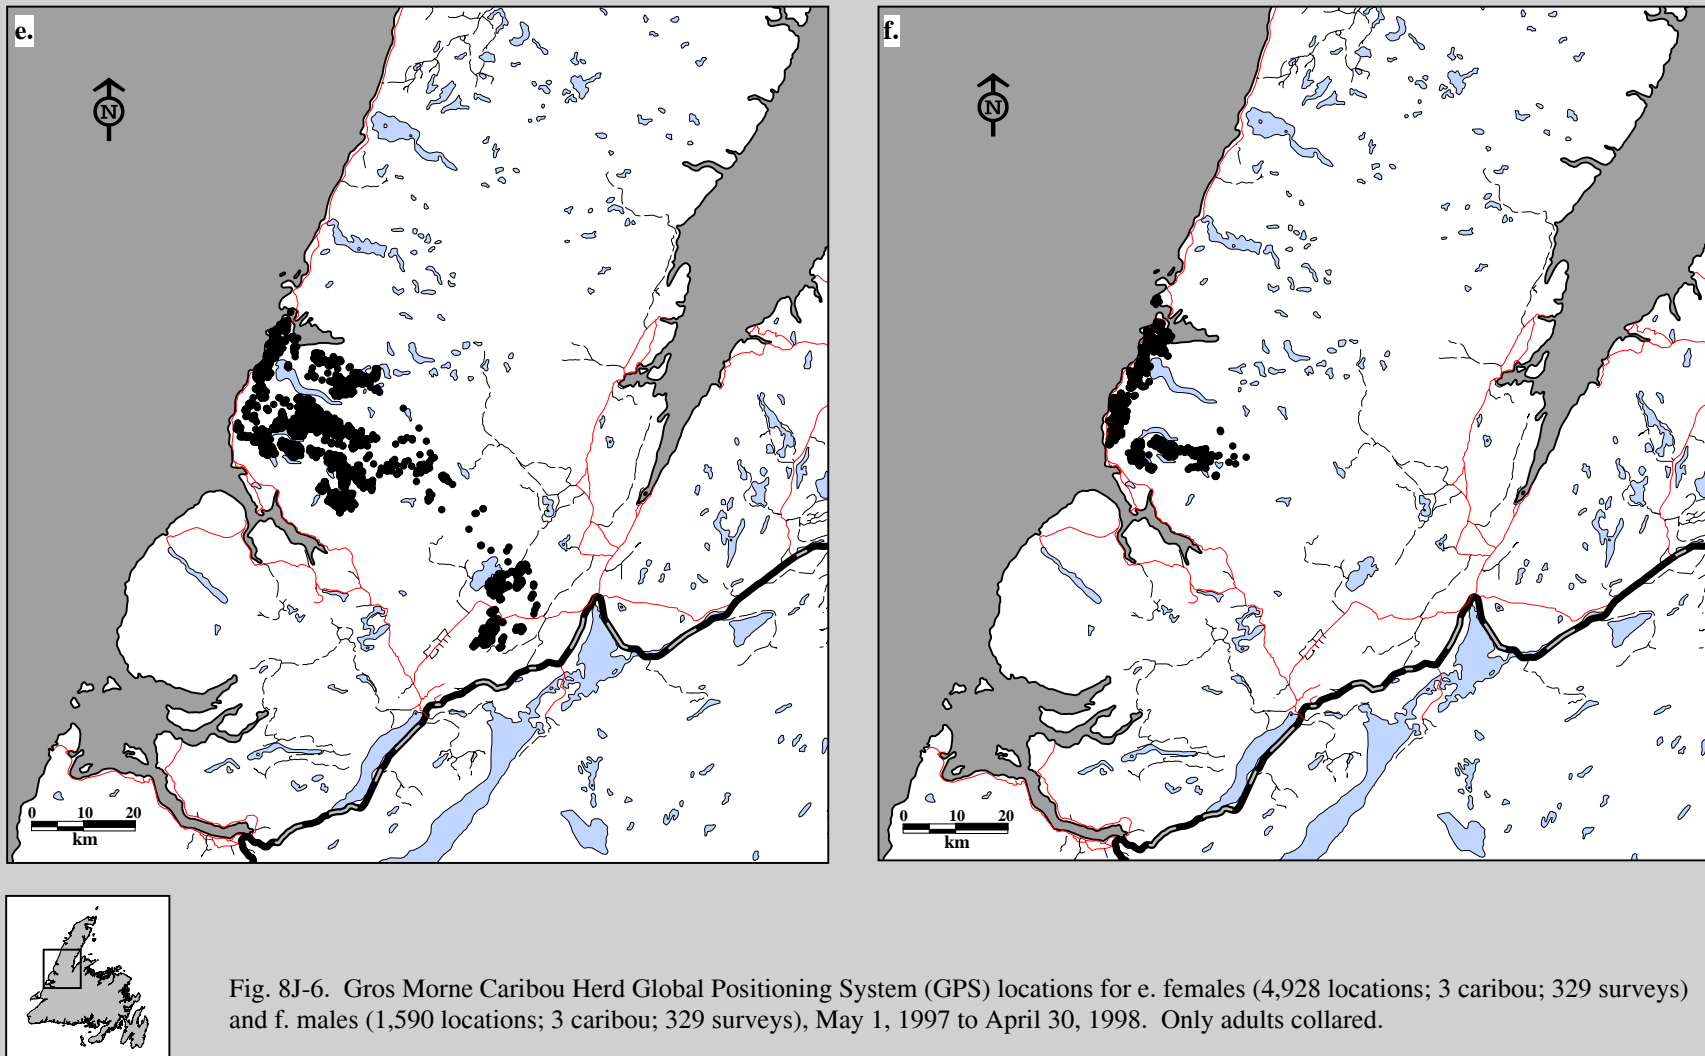 e.
f.
N
N
0 10 20
km
0 10 20
km
Fig. 8J-6. Gros Morne Caribou Herd Global Positioning System (GPS) locations for e. females (4,928 locations; 3 caribou; 329 surveys)
and f. males (1,590 locations; 3 caribou; 329 surveys), May 1, 1997 to April 30, 1998. Only adults collared.